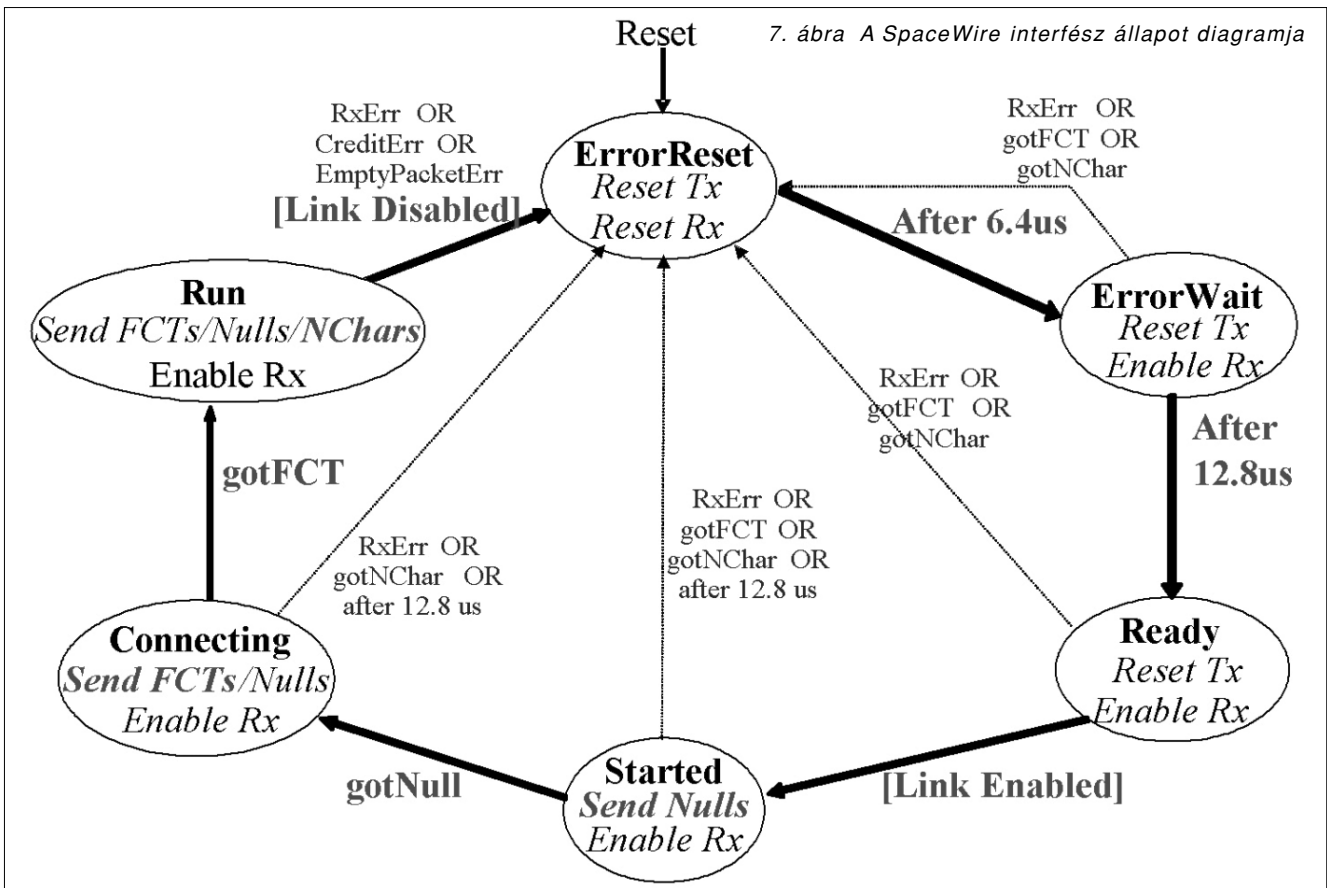 Reset
7. ábra A SpaceWire interfész állapot diagramja
RxErr OR
CreditErr OR
EmptyPacketErr
[Link Disabled]
ErrorReset
Reset Tx
Reset Rx
RxErr OR
gotFCT OR
gotNChar
After 6.4us
Run
Send FCTs/Nulls/NChars
Enable Rx
ErrorWait
Reset Tx
Enable Rx
RxErr OR
gotFCT OR
gotNChar
After
12.8us
gotFCT
RxErr OR
gotNChar OR
after 12.8 us
RxErr OR
gotFCT OR
gotNChar OR
after 12.8 us
Connecting
Send FCTs/Nulls
Enable Rx
Ready
Reset Tx
Enable Rx
gotNull
Started
Send Nulls
Enable Rx
[Link Enabled]